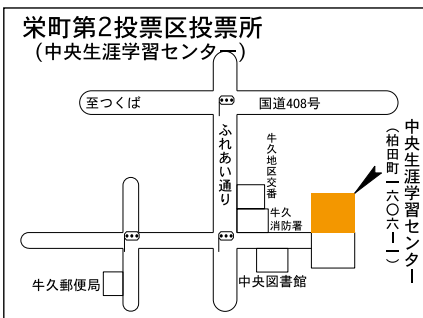 栄町第2投票区投票所
(中央生涯学習センター)
至つくば
国道408号
ふれあい通り
牛久地区交番
牛久
消防署
中央生涯学習センター
(柏田町一六〇六ー一)
中央図書館
牛久郵便局